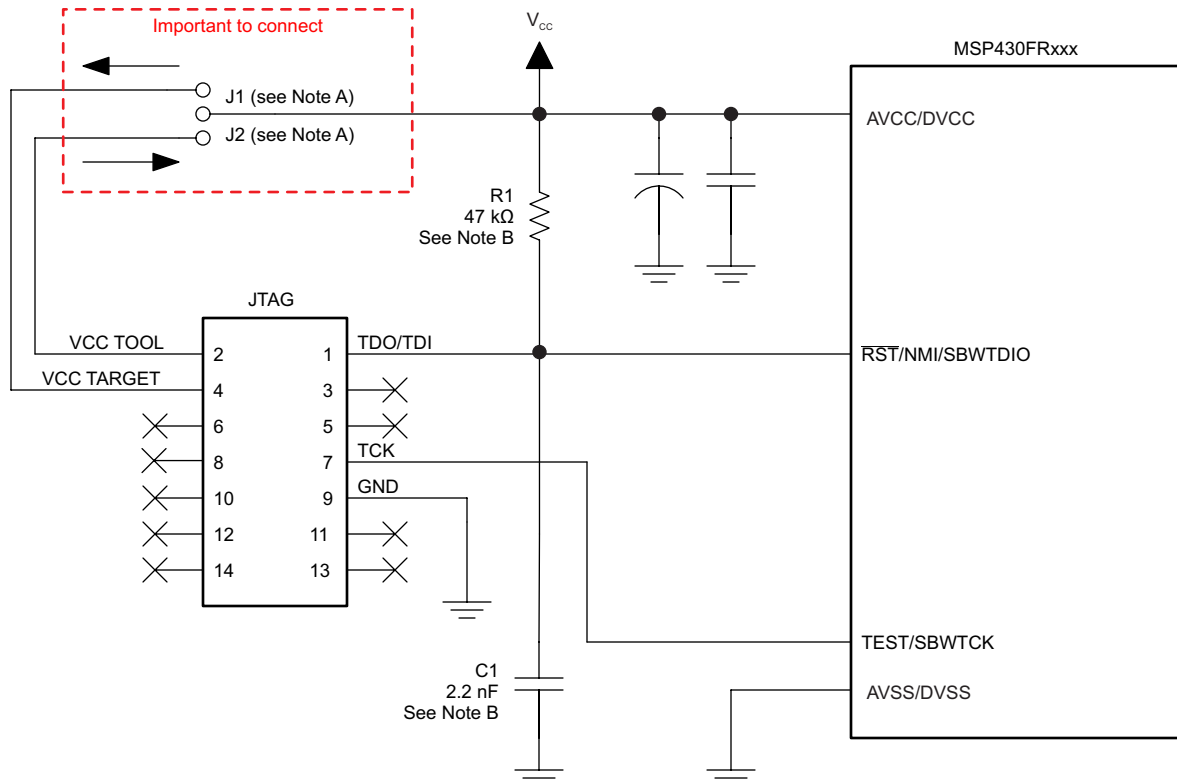 Important to connect
J1 (see Note A)
J2 (see Note A)
VCC
MSP430FRxxx
AVCC/DVCC
R1
47 kΩ
See Note B
JTAG
VCC TOOL
2
1
TDO/TDI
RST/NMI/SBWTDIO
VCC TARGET
4
3
6
5
8
7
TCK
10
9
GND
12
11
14
13
TEST/SBWTCK
C1
2.2 nF
See Note B
AVSS/DVSS